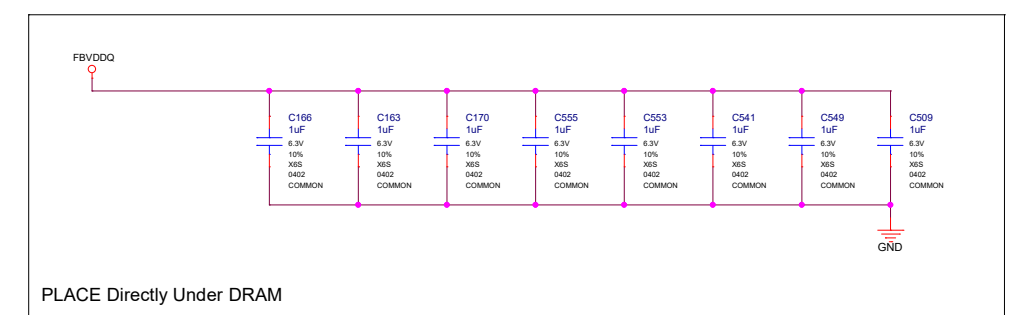 FBVDDQ
C166
1uF
6.3V
10%
X6S
0402
COMMON
C163
1uF
6.3V
10%
X6S
0402
COMMON
C170
1uF
6.3V
10%
X6S
0402
COMMON
C555
1uF
6.3V
10%
X6S
0402
COMMON
C553
1uF
6.3V
10%
X6S
0402
COMMON
C541
1uF
6.3V
10%
X6S
0402
COMMON
C549
1uF
6.3V
10%
X6S
0402
COMMON
C509
1uF
6.3V
10%
X6S
0402
COMMON
GND
PLACE Directly Under DRAM